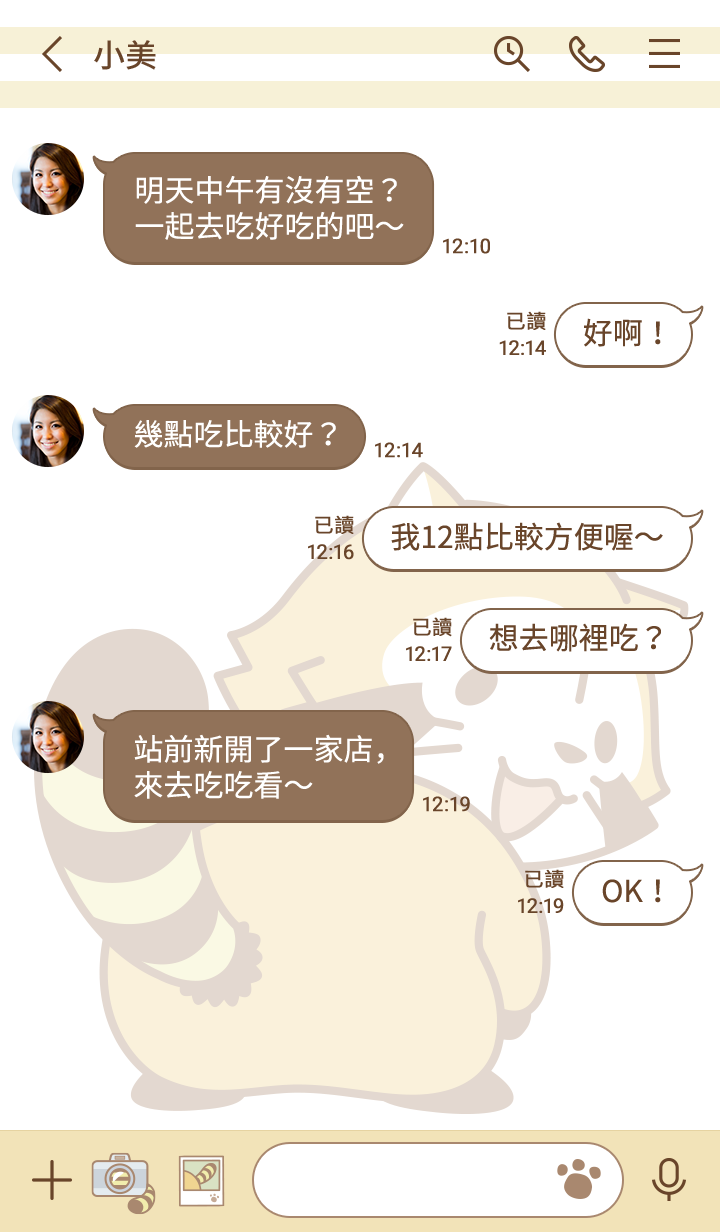 小美
明天中午有沒有空？
一起去吃好吃的吧～
12:10
已讀
12:14
好啊！
幾點吃比較好？
12:14
已讀
12:16
我12點比較方便喔～
已讀
12:17
想去哪裡吃？
站前新開了一家店，
來去吃吃看～
12:19
已讀
12:19
OK！